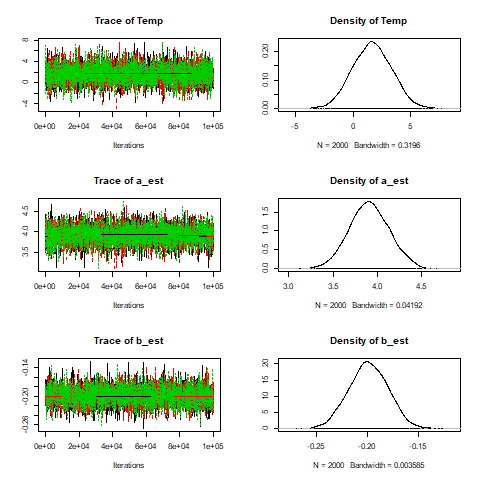 Trace of Temp
8
4
0
-4
0e+00 2e+04 4e+04 6e+04 8e+04 1e+05
Iterations
Density of Temp
0.20
0.10
0.00
-5 0 5
N = 2000 Bandwidth = 0.3196
Trace of a_est
4.5
4.0
3.5
0e+00 2e+04 4e+04 6e+04 8e+04 1e+05
Iterations
Density of a_est
1.5
1.0
0.5
0.0
3.0 3.5 4.0 4.5
N = 2000 Bandwidth = 0.04192
Trace of b_est
-0.14
-0.20
-0.26
0e+00 2e+04 4e+04 6e+04 8e+04 1e+05
Iterations
Density of b_est
20
15
10
5
0
-0.25 -0.20 -0.15
N = 2000 Bandwidth = 0.003585